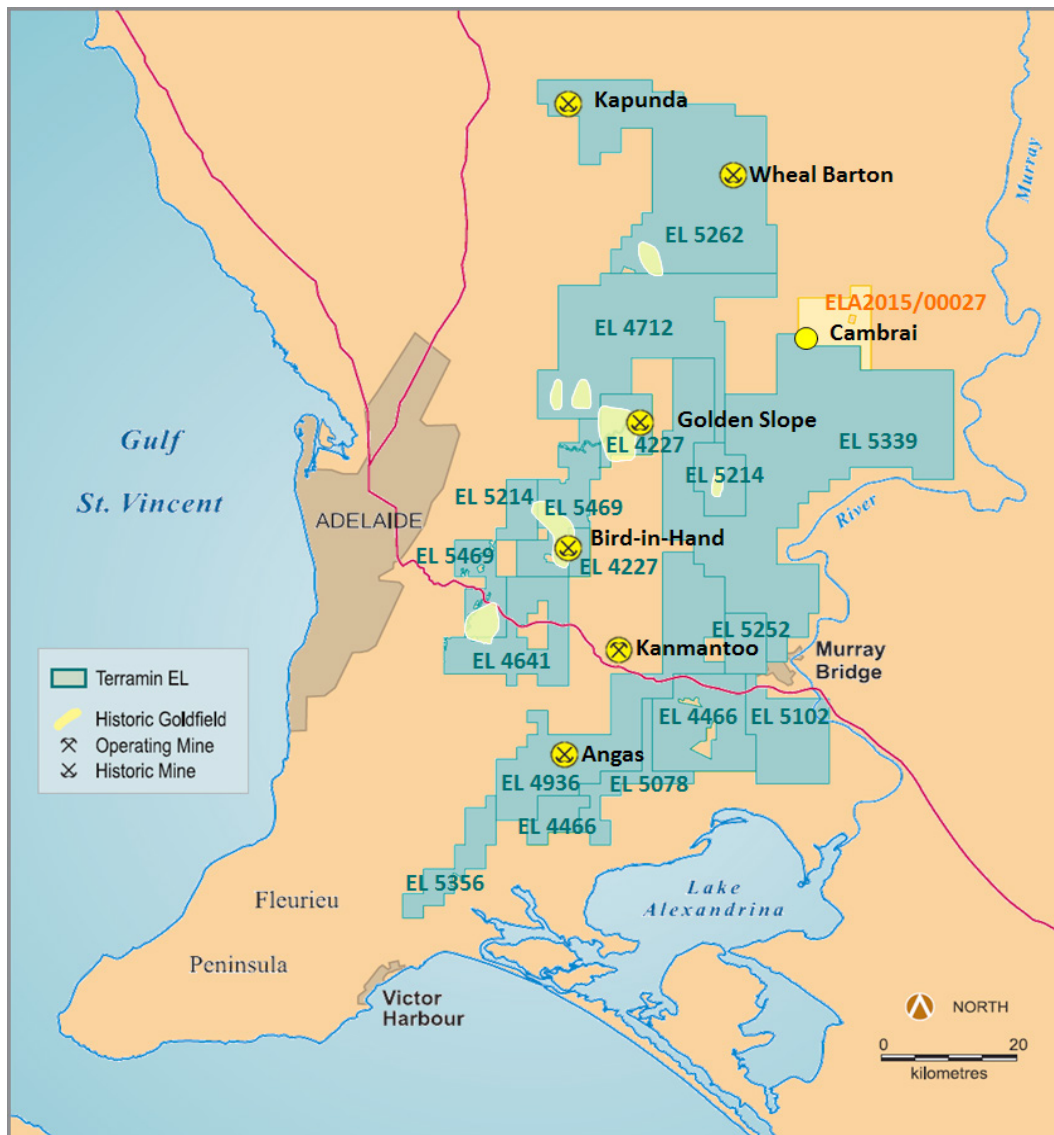 Kapunda
Murray
Wheal Barton
EL 5262
ELA2015/00027
EL 4712
Cambrai
Golden Slope
Gulf
St. Vincent
EL 4227
EL 5339
EL 5214
EL 5214
EL 5469
River
ADELAIDE
Bird-in-Hand
EL 5469
EL 4227
EL 5252
Kanmantoo
Murray
Bridge
EL 4641
Terramin EL
Historic Goldfield
Operating Mine
Historic Mine
EL 4466
EL 5102
Angas
EL 4936
EL 5078
EL 4466
EL 5356
Lake
Alexandrina
Fleurieu
Peninsula
Victor
Harbour
NORTH
0 20
kilometres